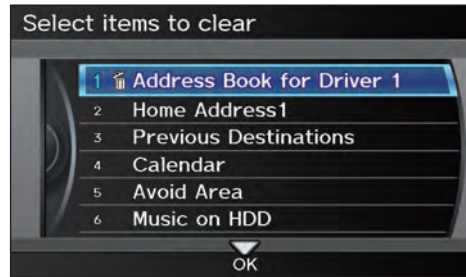 Select items to clear
1 Address Book for Driver 1
2 Home Address1
3 Previous Destinations
4 Calendar
5 Avoid Area
6 Music on HDD
OK